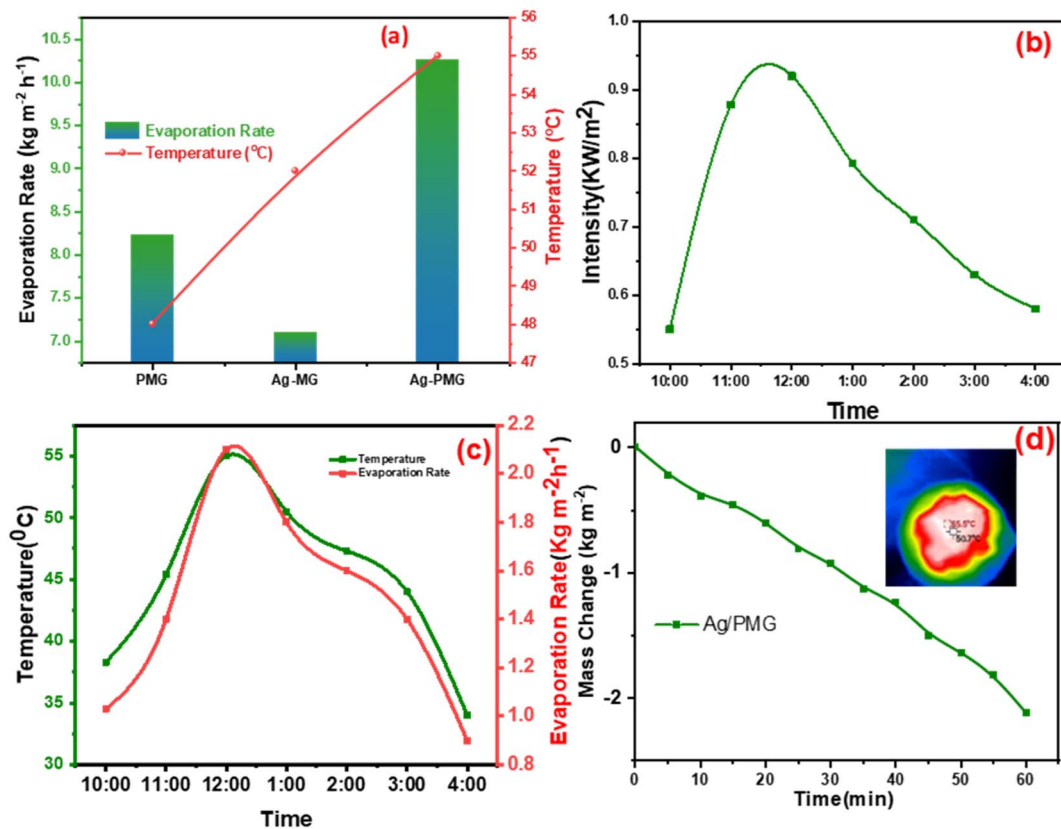 (a)
Evaporation Rate (kg m⁻² h⁻¹)
10.5
10.0
9.5
9.0
8.5
8.0
7.5
7.0
Evaporation Rate
Temperature (°C)
56
55
54
53
52
51
50
49
48
47
Temperature (°C)
PMG Ag-MG Ag-PMG
(b)
Intensity(KW/m²)
1.0
0.9
0.8
0.7
0.6
0.5
10:00 11:00 12:00 1:00 2:00 3:00 4:00
Time
(c)
Temperature(⁰C)
55
50
45
40
35
30
Temperature
Evaporation Rate
2.2
2.0
1.8
1.6
1.4
1.2
1.0
0.8
Evaporation Rate(Kg m-2h-1)
10:00 11:00 12:00 1:00 2:00 3:00 4:00
Time
(d)
Mass Change (kg m⁻²)
0
-1
-2
Ag/PMG
0 10 20 30 40 50 60
Time(min)